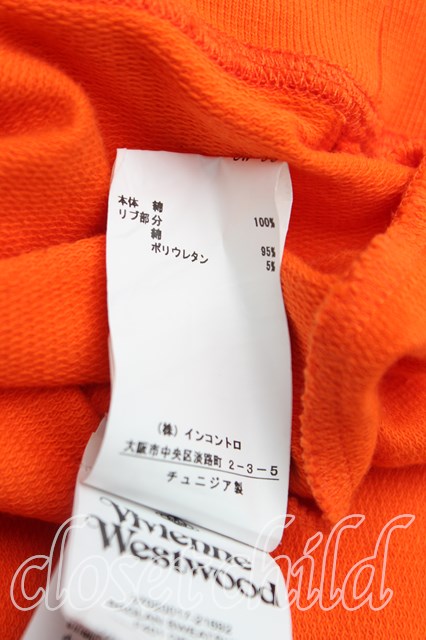 本体 綿 100%
リブ部分
綿 95%
ポリウレタン 5%
(株) インコントロ
大阪市中央区淡路町 2-3-5
チュニジア製
Vivienne
Westwood
closet child